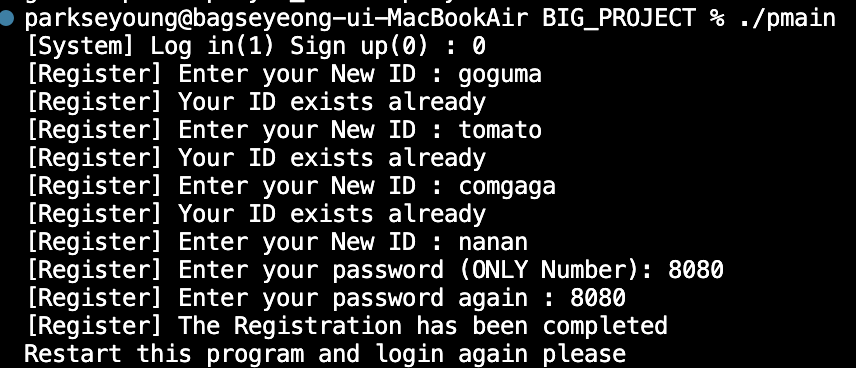 parkseyoung@bagseyeong-ui-MacBookAir BIG_PROJECT % ./pmain
[System] Log in(1) Sign up(0) : 0
[Register] Enter your New ID : goguma
[Register] Your ID exists already
[Register] Enter your New ID : tomato
[Register] Your ID exists already
[Register] Enter your New ID : comgaga
[Register] Your ID exists already
[Register] Enter your New ID : nanan
[Register] Enter your password (ONLY Number): 8080
[Register] Enter your password again : 8080
[Register] The Registration has been completed
Restart this program and login again please